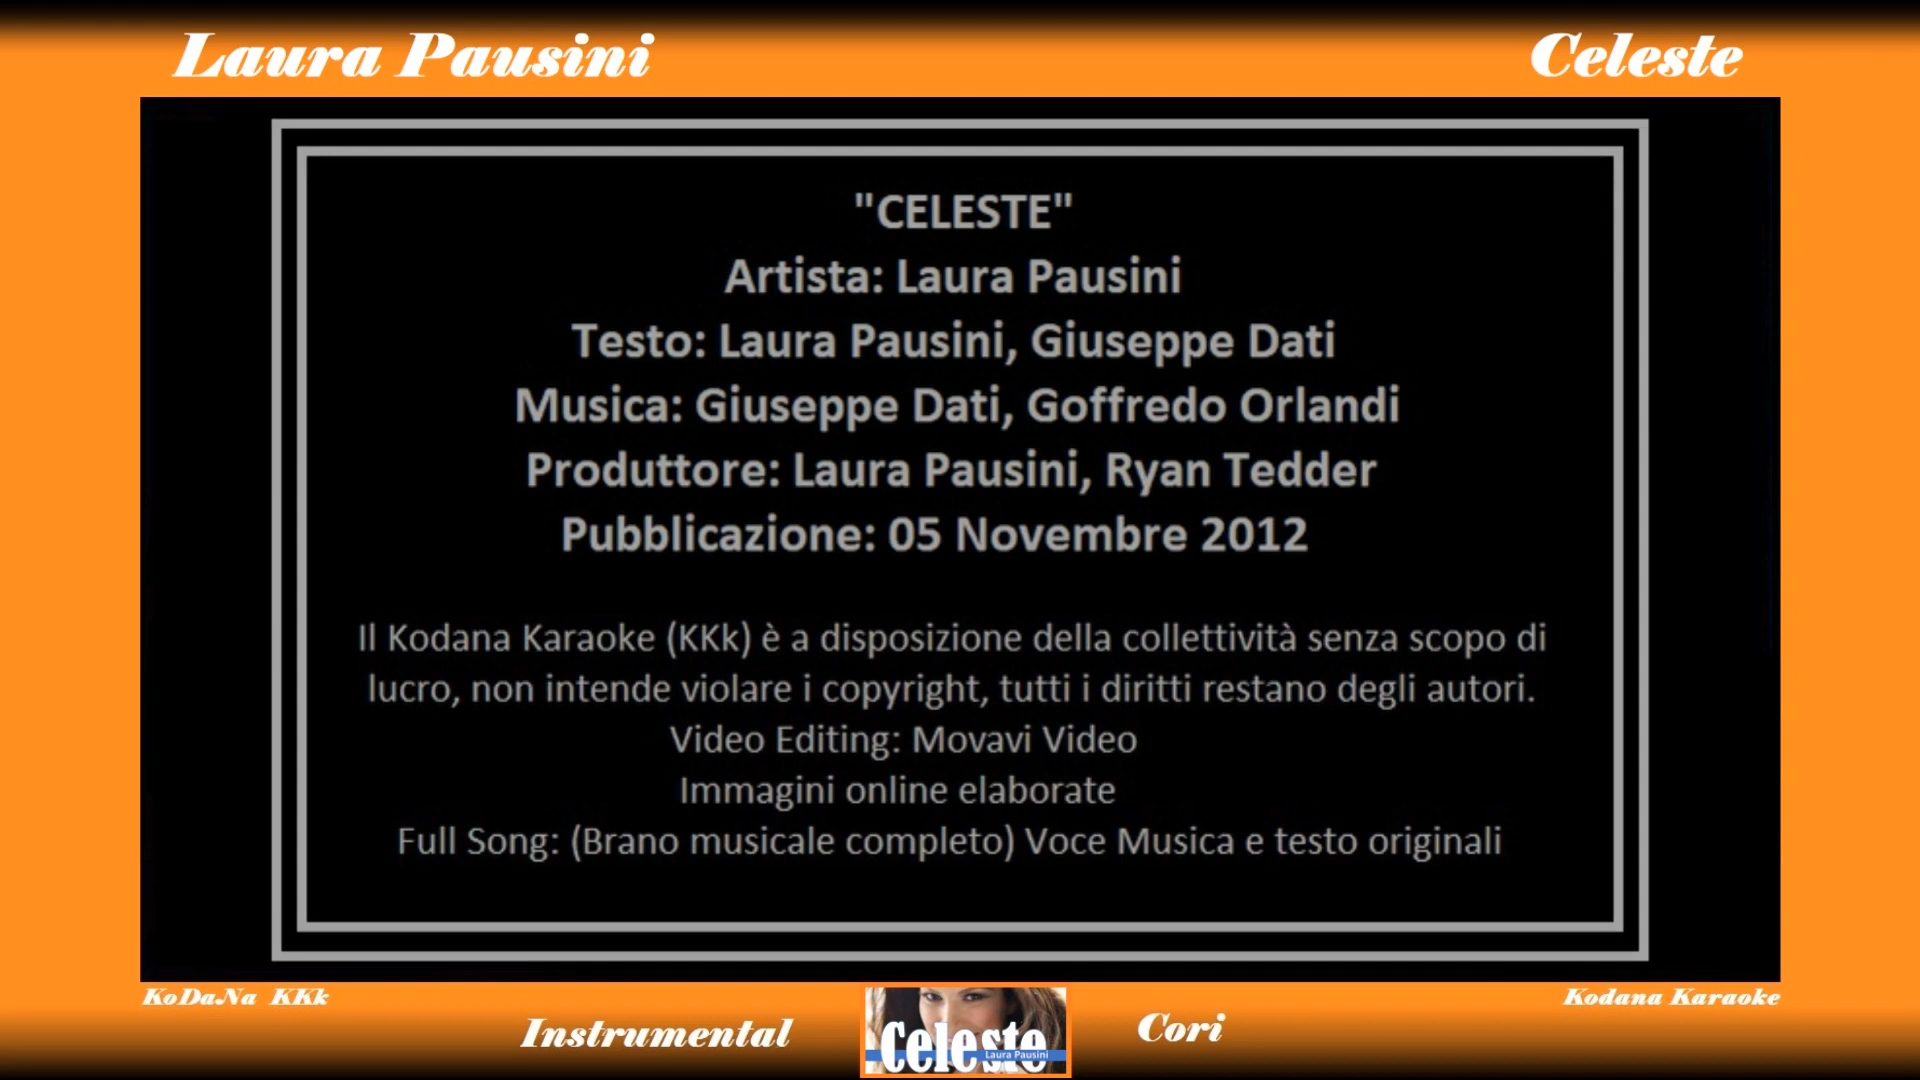 Laura Pausini
Celeste
"CELESTE"
Artista: Laura Pausini
Testo: Laura Pausini, Giuseppe Dati
Musica: Giuseppe Dati, Goffredo Orlandi
Produttore: Laura Pausini, Ryan Tedder
Pubblicazione: 05 Novembre 2012
Il Kodana Karaoke (KKk) è a disposizione della collettività senza scopo di
lucro, non intende violare i copyright, tutti i diritti restano degli autori.
Video Editing: Movavi Video
Immagini online elaborate
Full Song: (Brano musicale completo) Voce Musica e testo originali
KoDaNa KKk
Kodana Karaoke
Instrumental
Celeste
Laura Pausini
Cori